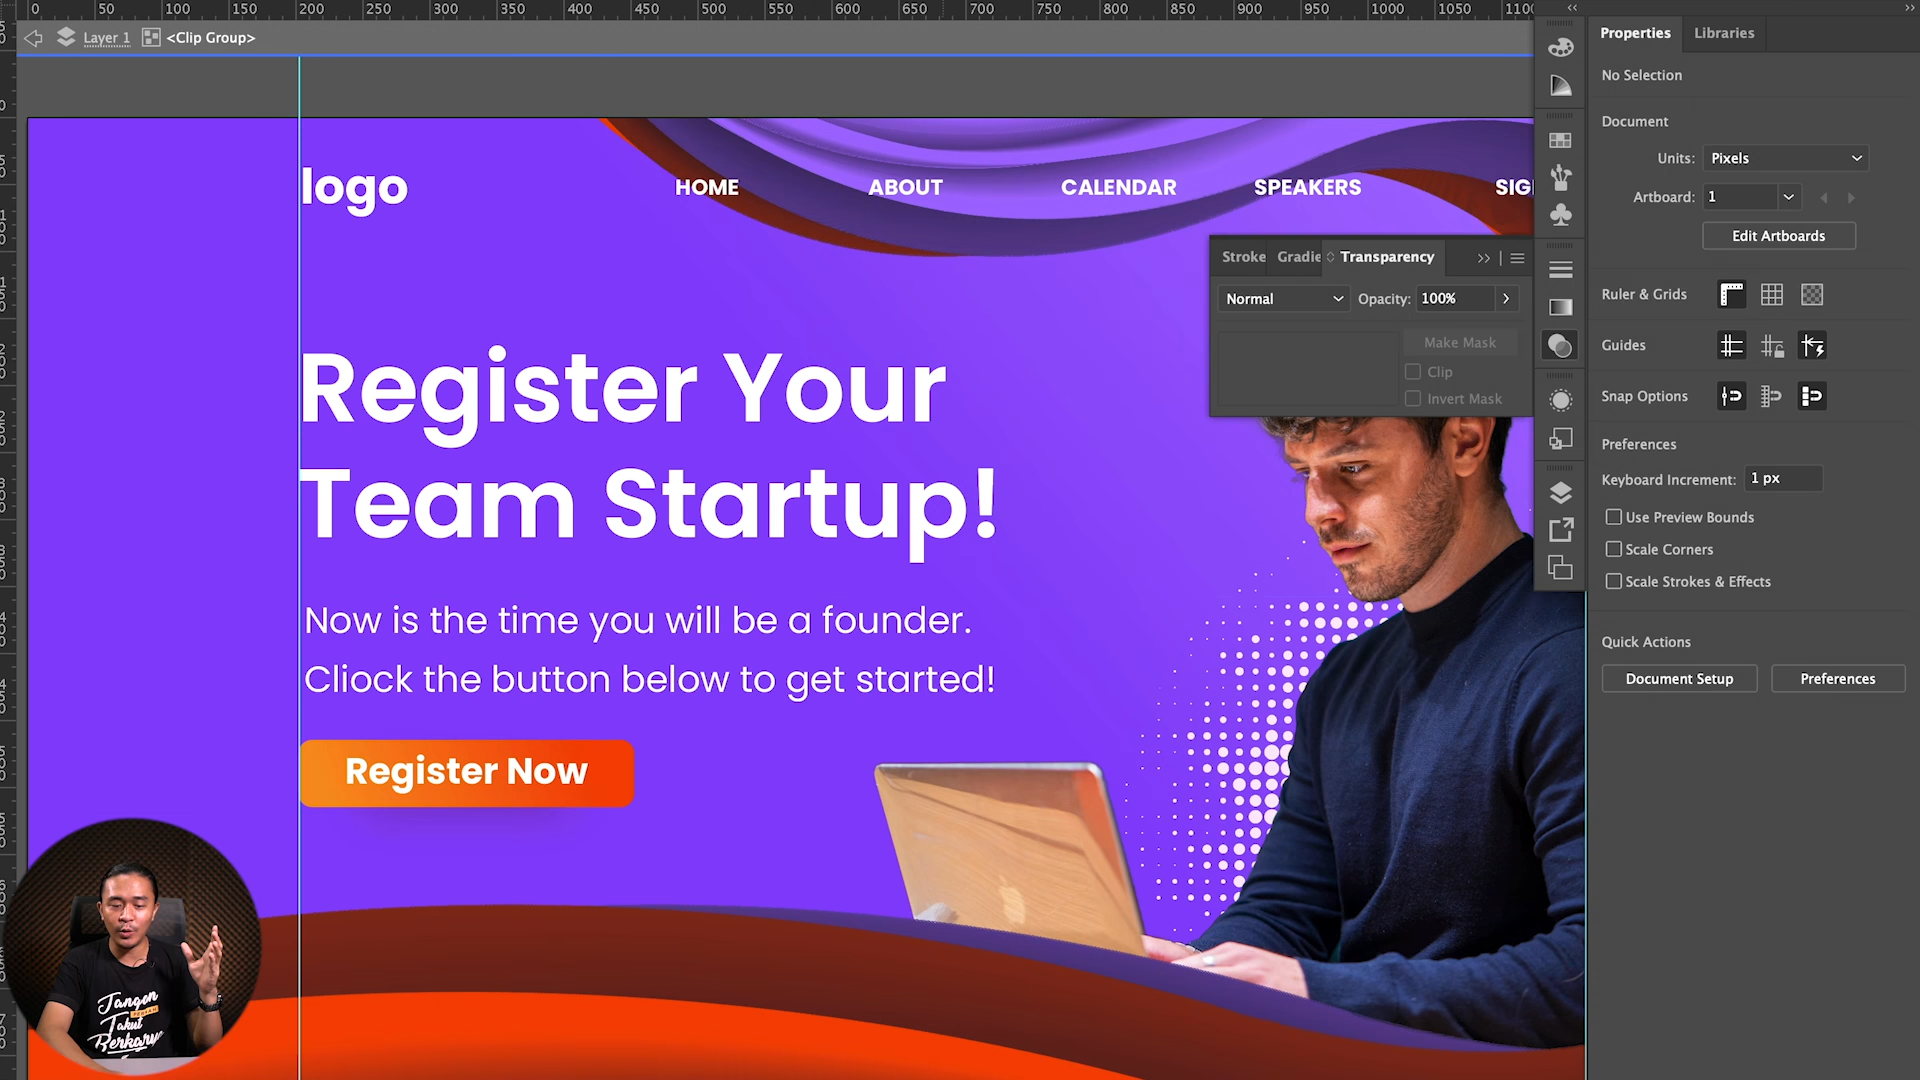 0 50 100 150 200 250 300 350 400 450 500 550 600 650 700 750 800 850 900 950 1000 1050 1100
Layer 1 <Clip Group>
Properties Libraries
No Selection
Document
Units: Pixels
Artboard: 1
Edit Artboards
Ruler & Grids
Guides
Snap Options
Preferences
Keyboard Increment: 1 px
Use Preview Bounds
Scale Corners
Scale Strokes & Effects
Quick Actions
Document Setup Preferences
logo HOME ABOUT CALENDAR SPEAKERS SIG
Stroke Gradie Transparency
Normal Opacity: 100%
Make Mask
Clip
Invert Mask
Register Your
Team Startup!
Now is the time you will be a founder.
Cliock the button below to get started!
Register Now
Jangan
Takut
Berkarya